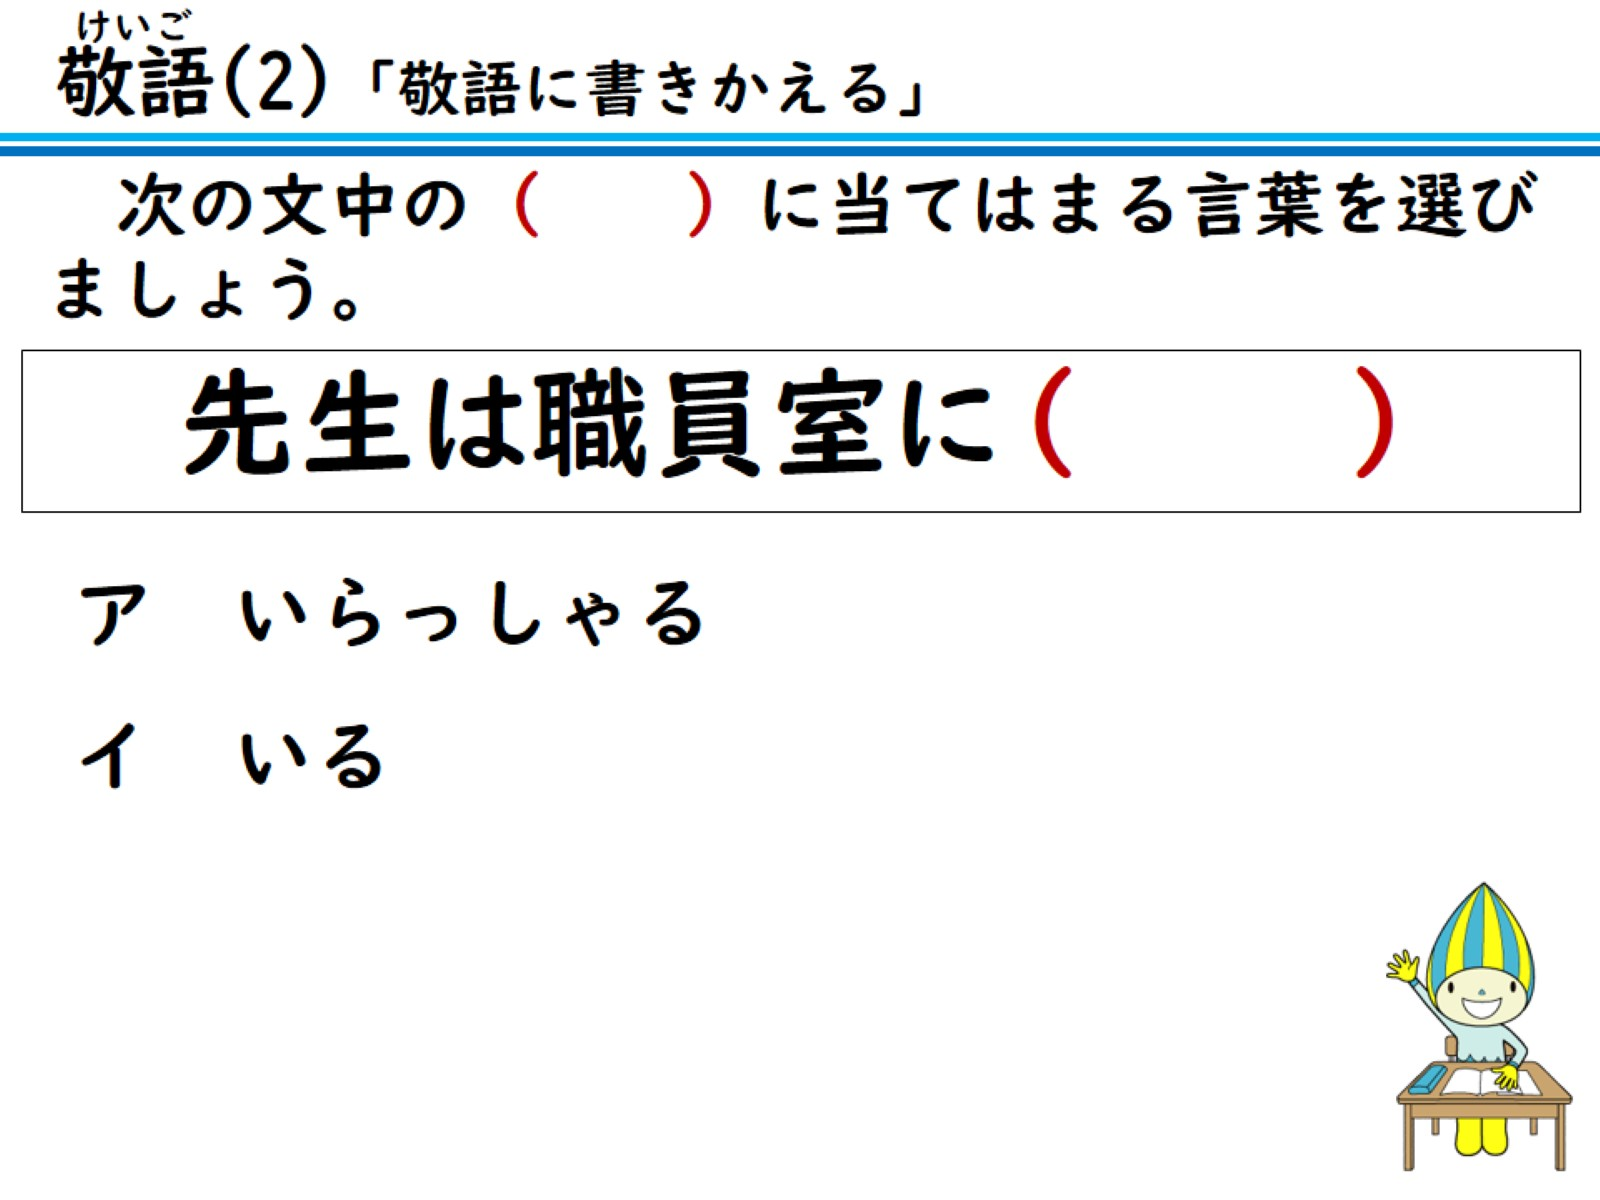 けいご
敬語(2)「敬語に書きかえる」
次の文中の（　　）に当てはまる言葉を選び
ましょう。
先生は職員室に（　　）
ア　いらっしゃる
イ　いる